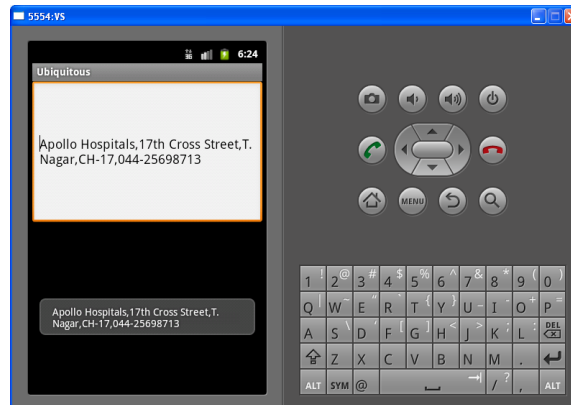 5554:VS
3G 6:24
Ubiquitous
Apollo Hospitals,17th Cross Street,T.
Nagar,CH-17,044-25698713
Apollo Hospitals,17th Cross Street,T.
Nagar,CH-17,044-25698713
MENU
1 ! 2 @ 3 # 4 $ 5 % 6 ^ 7 & 8 * 9 ( 0 )
Q | W ~ E " R ` T { Y } U _ I - O + P =
A S \ D ' F [ G ] H < J > K ; L : DEL
Z X C V B N M .
ALT SYM @ / ? , ALT